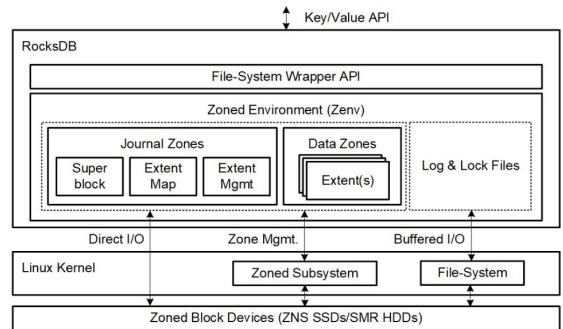 Key/Value API
RocksDB
File-System Wrapper API
Zoned Environment (Zenv)
Journal Zones
Super
block
Extent
Map
Extent
Mgmt
Data Zones
Extent(s)
Log & Lock Files
Direct I/O
Zone Mgmt.
Buffered I/O
Linux Kernel
Zoned Subsystem
File-System
Zoned Block Devices (ZNS SSDs/SMR HDDs)